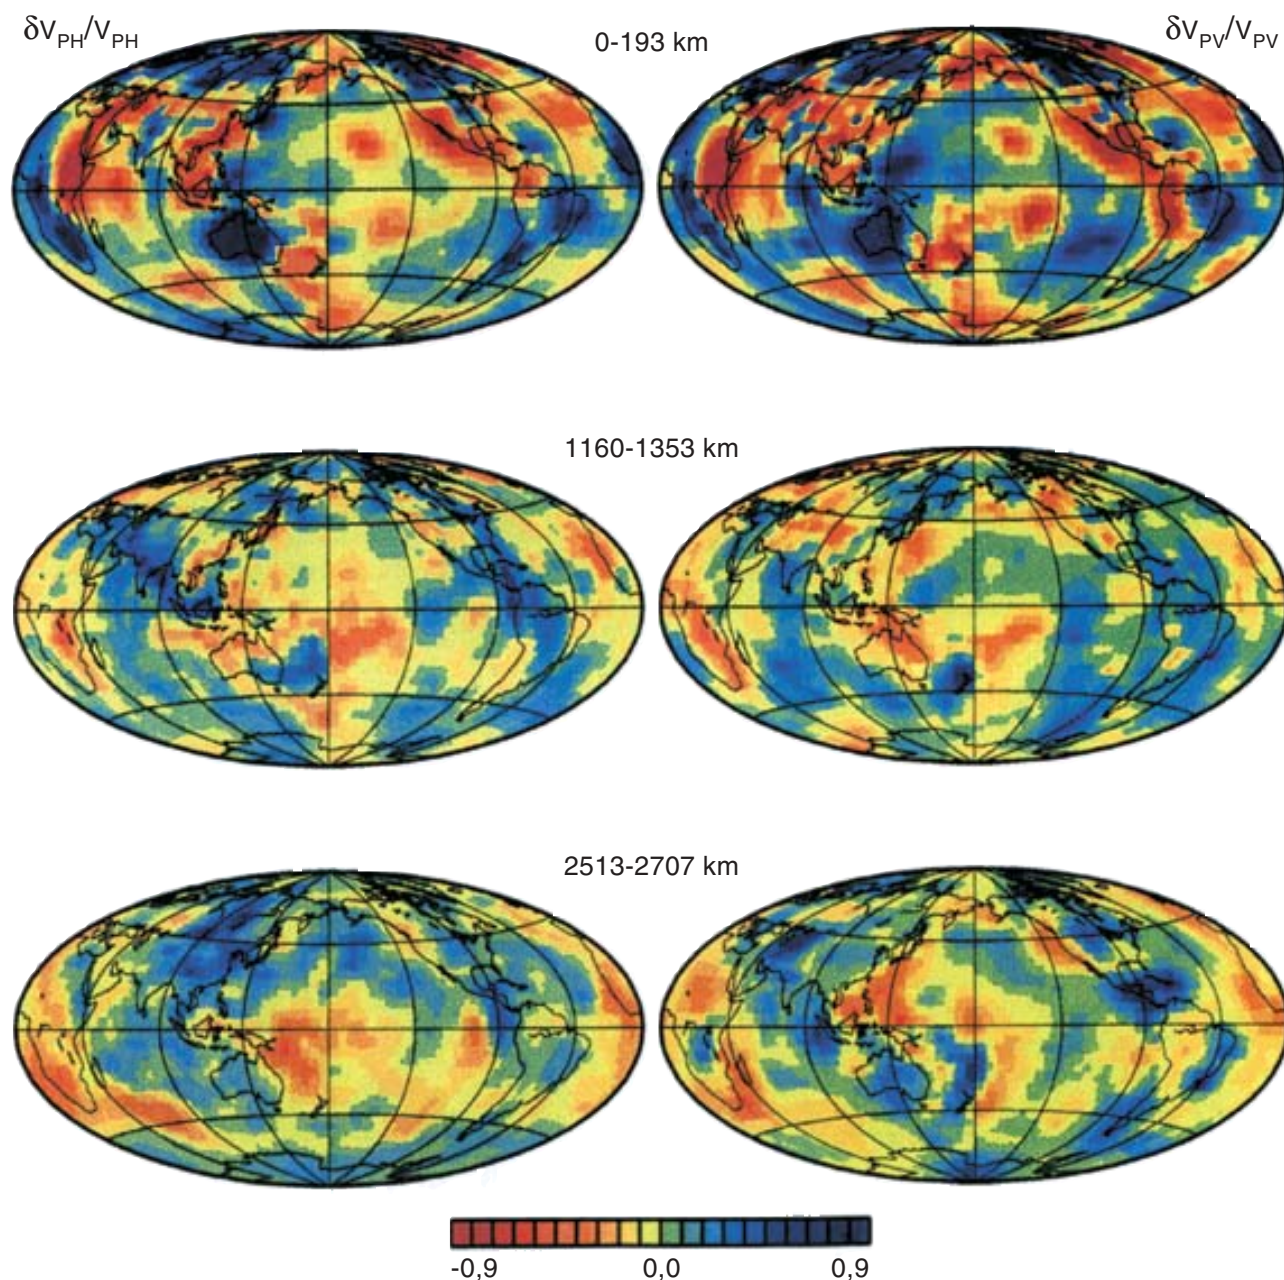 δV_PH/V_PH
0-193 km
δV_PV/V_PV
1160-1353 km
2513-2707 km
-0,9 0,0 0,9